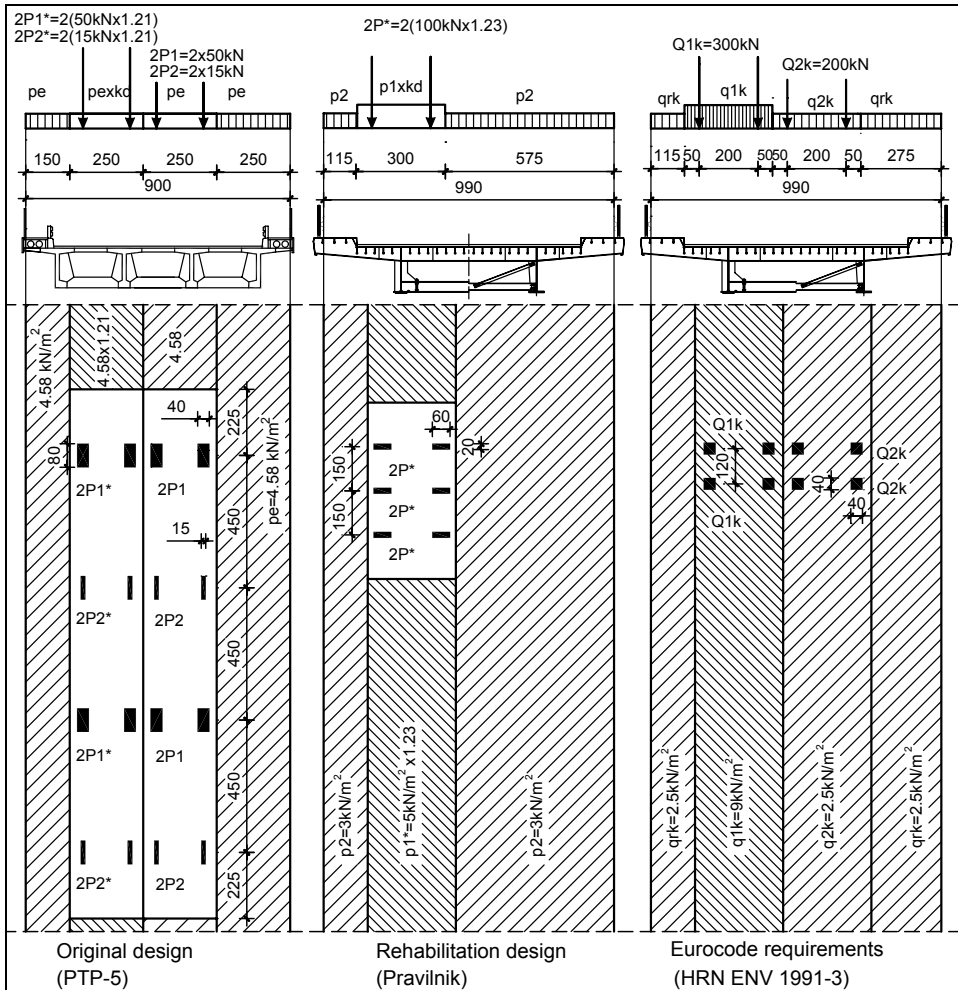 2P1*=2(50kNx1.21)
2P2*=2(15kNx1.21)
2P1=2x50kN
2P2=2x15kN
pe pexkd pe pe
150 250 250 250
900
2P*=2(100kNx1.23)
p2 p1xkd p2
115 300 575
990
Q1k=300kN
Q2k=200kN
qrk q1k q2k qrk
115 50 200 50 50 200 50 275
990
4.58 kN/m²
4.58x1.21
4.58
pe=4.58 kN/m²
40
80
15
225
450
450
450
225
2P1* 2P1
2P2* 2P2
2P1* 2P1
2P2* 2P2
60
20
150
150
2P*
2P*
2P*
p2=3kN/m²
p1*=5kN/m² x1.23
p2=3kN/m²
Q1k
120
Q1k
40
40
Q2k
Q2k
qrk=2.5kN/m²
q1k=9kN/m²
q2k=2.5kN/m²
qrk=2.5kN/m²
Original design
(PTP-5)
Rehabilitation design
(Pravilnik)
Eurocode requirements
(HRN ENV 1991-3)